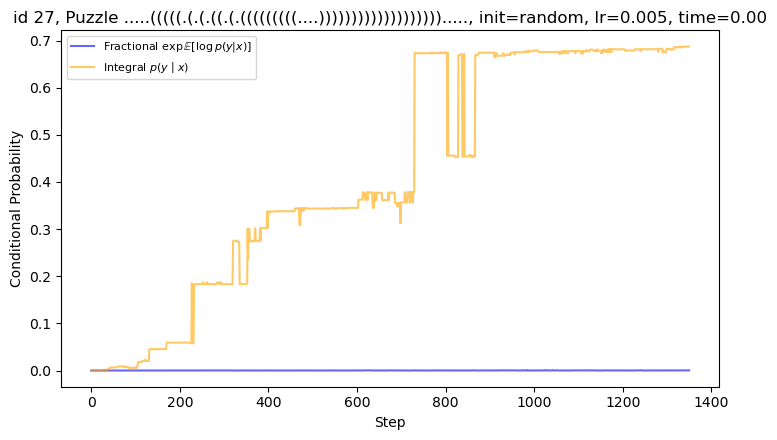 id 27, Puzzle .....(((((.(.(.((.(.(((((((((....)))))))))))))))))))....., init=random, lr=0.005, time=0.00
Fractional exp 𝔼[log p(y|x)]
Integral p(y | x)
Conditional Probability
0.7
0.6
0.5
0.4
0.3
0.2
0.1
0.0
0 200 400 600 800 1000 1200 1400
Step